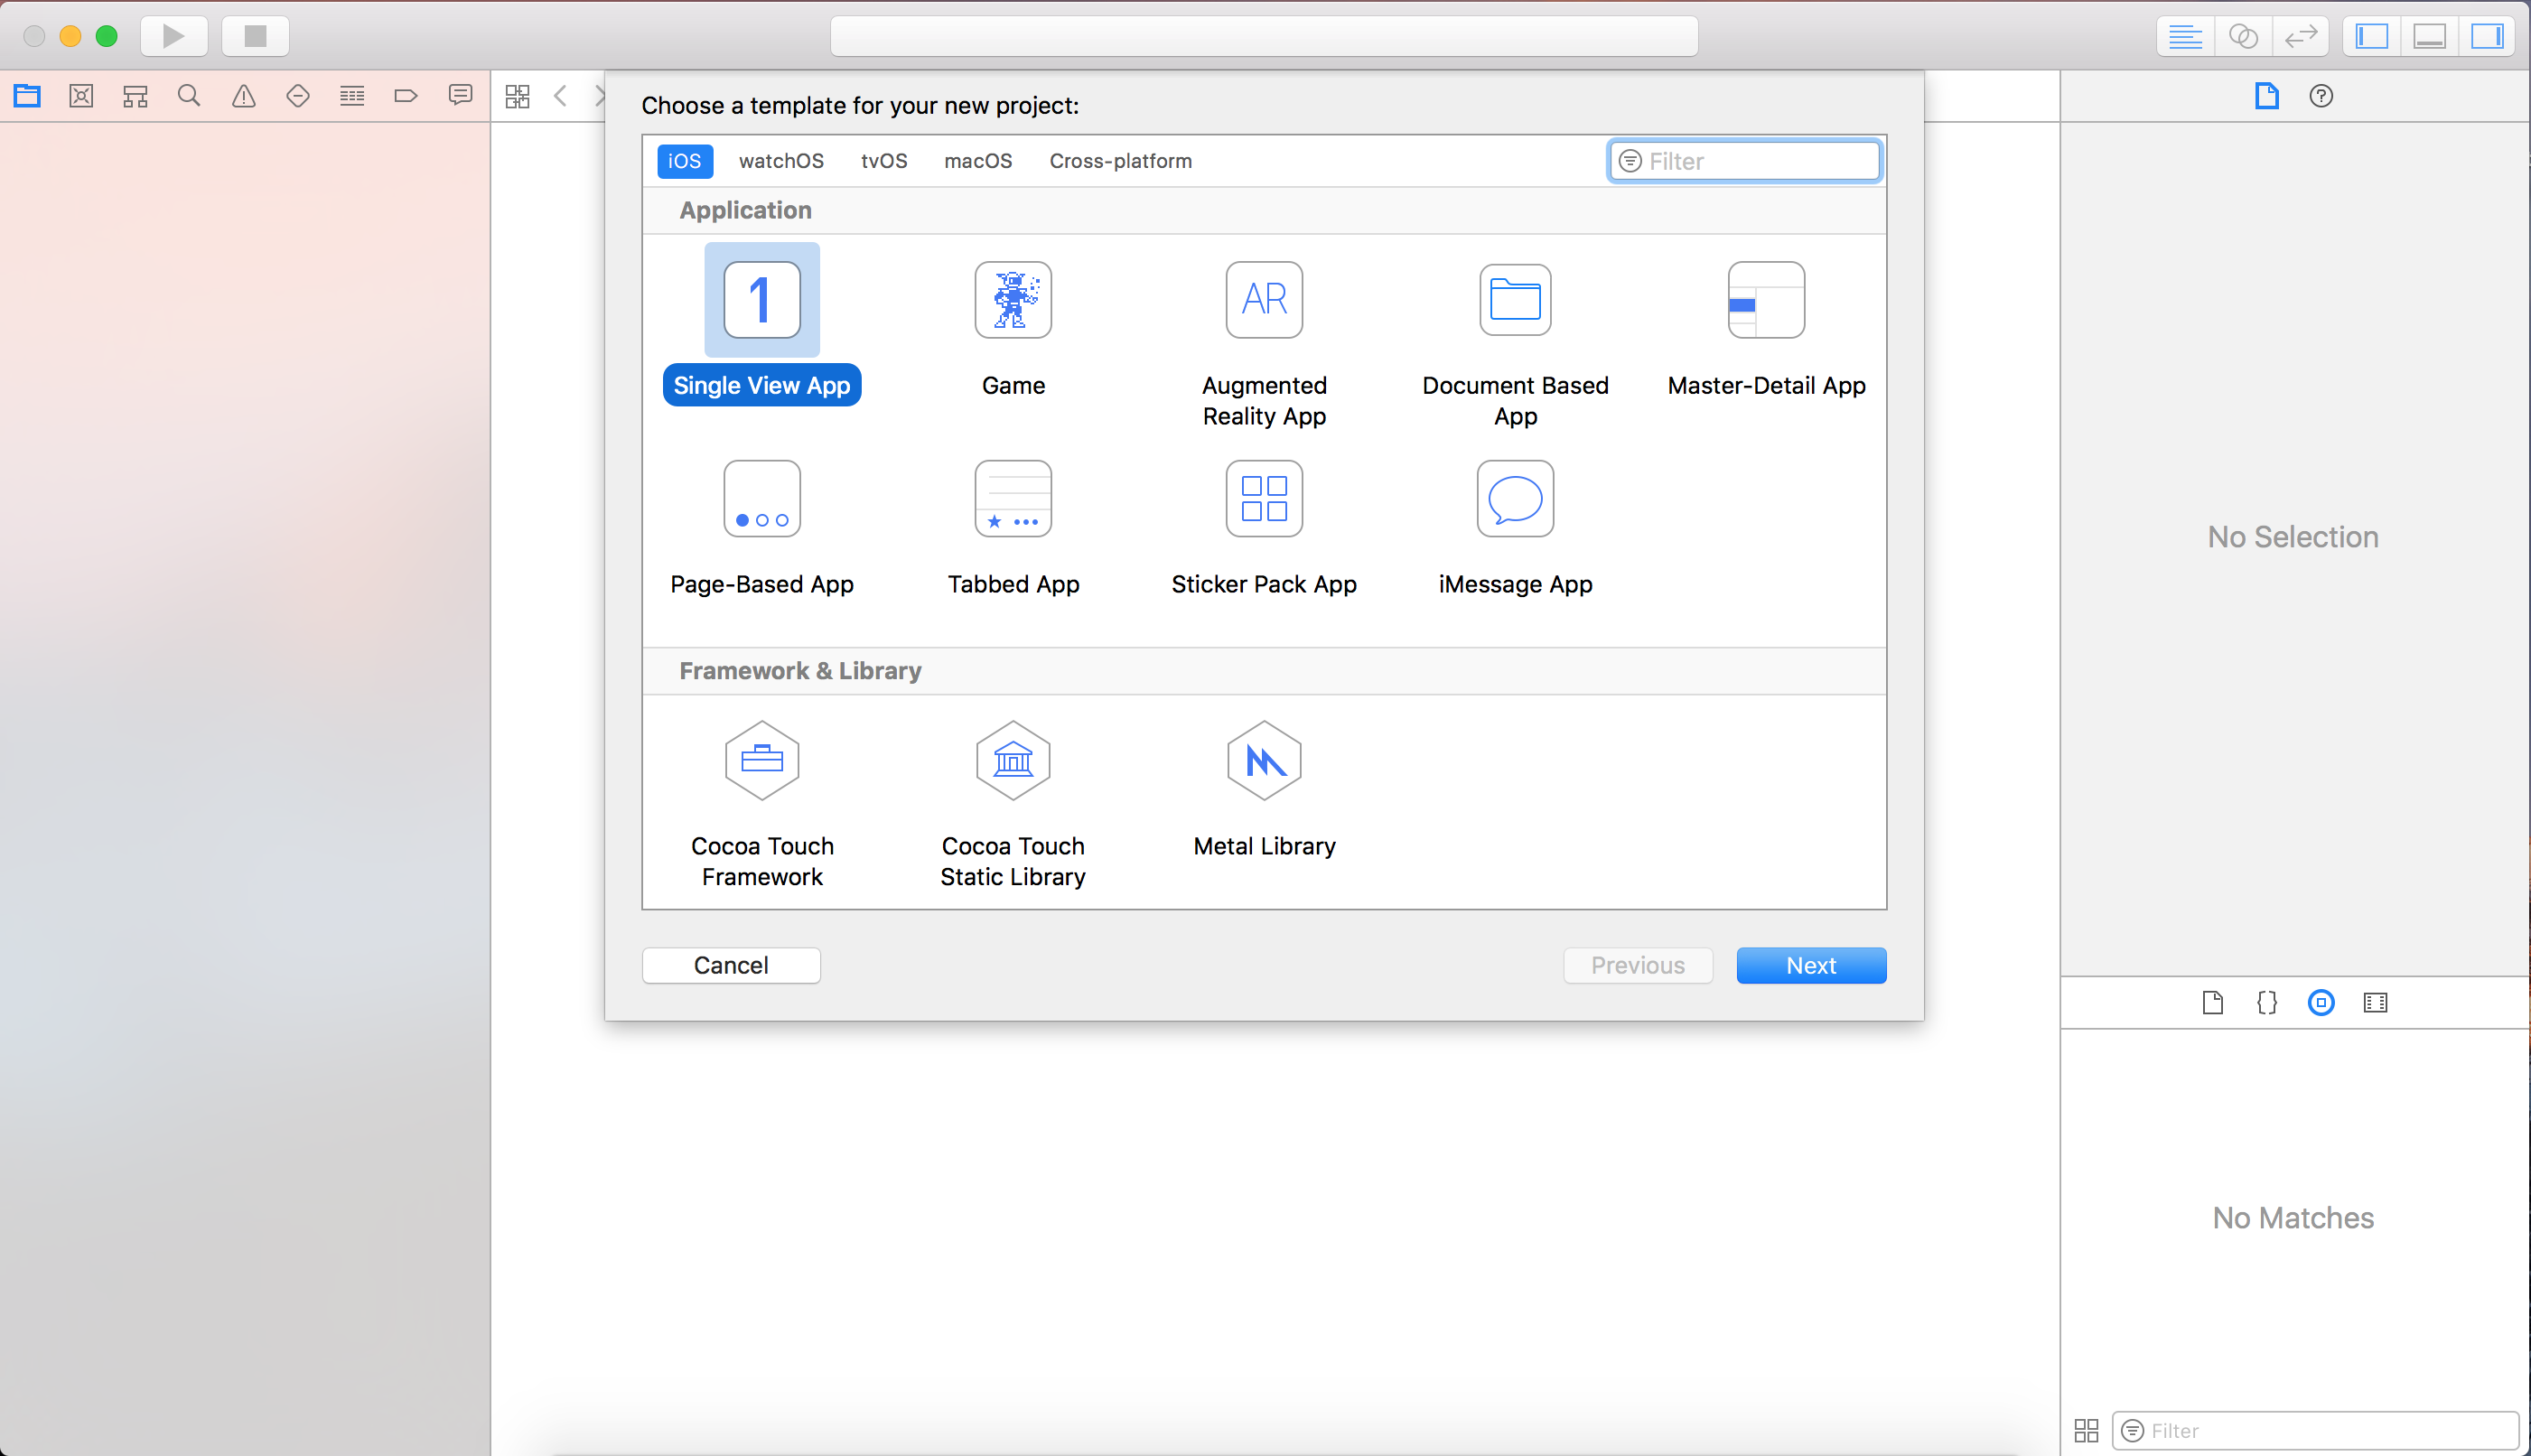 Choose a template for your new project:
iOS watchOS tvOS macOS Cross-platform Filter
Application
1
AR
Single View App Game Augmented Reality App Document Based App Master-Detail App
Page-Based App Tabbed App Sticker Pack App iMessage App
Framework & Library
Cocoa Touch Framework Cocoa Touch Static Library Metal Library
Cancel Previous Next
No Selection
{}
No Matches
Filter